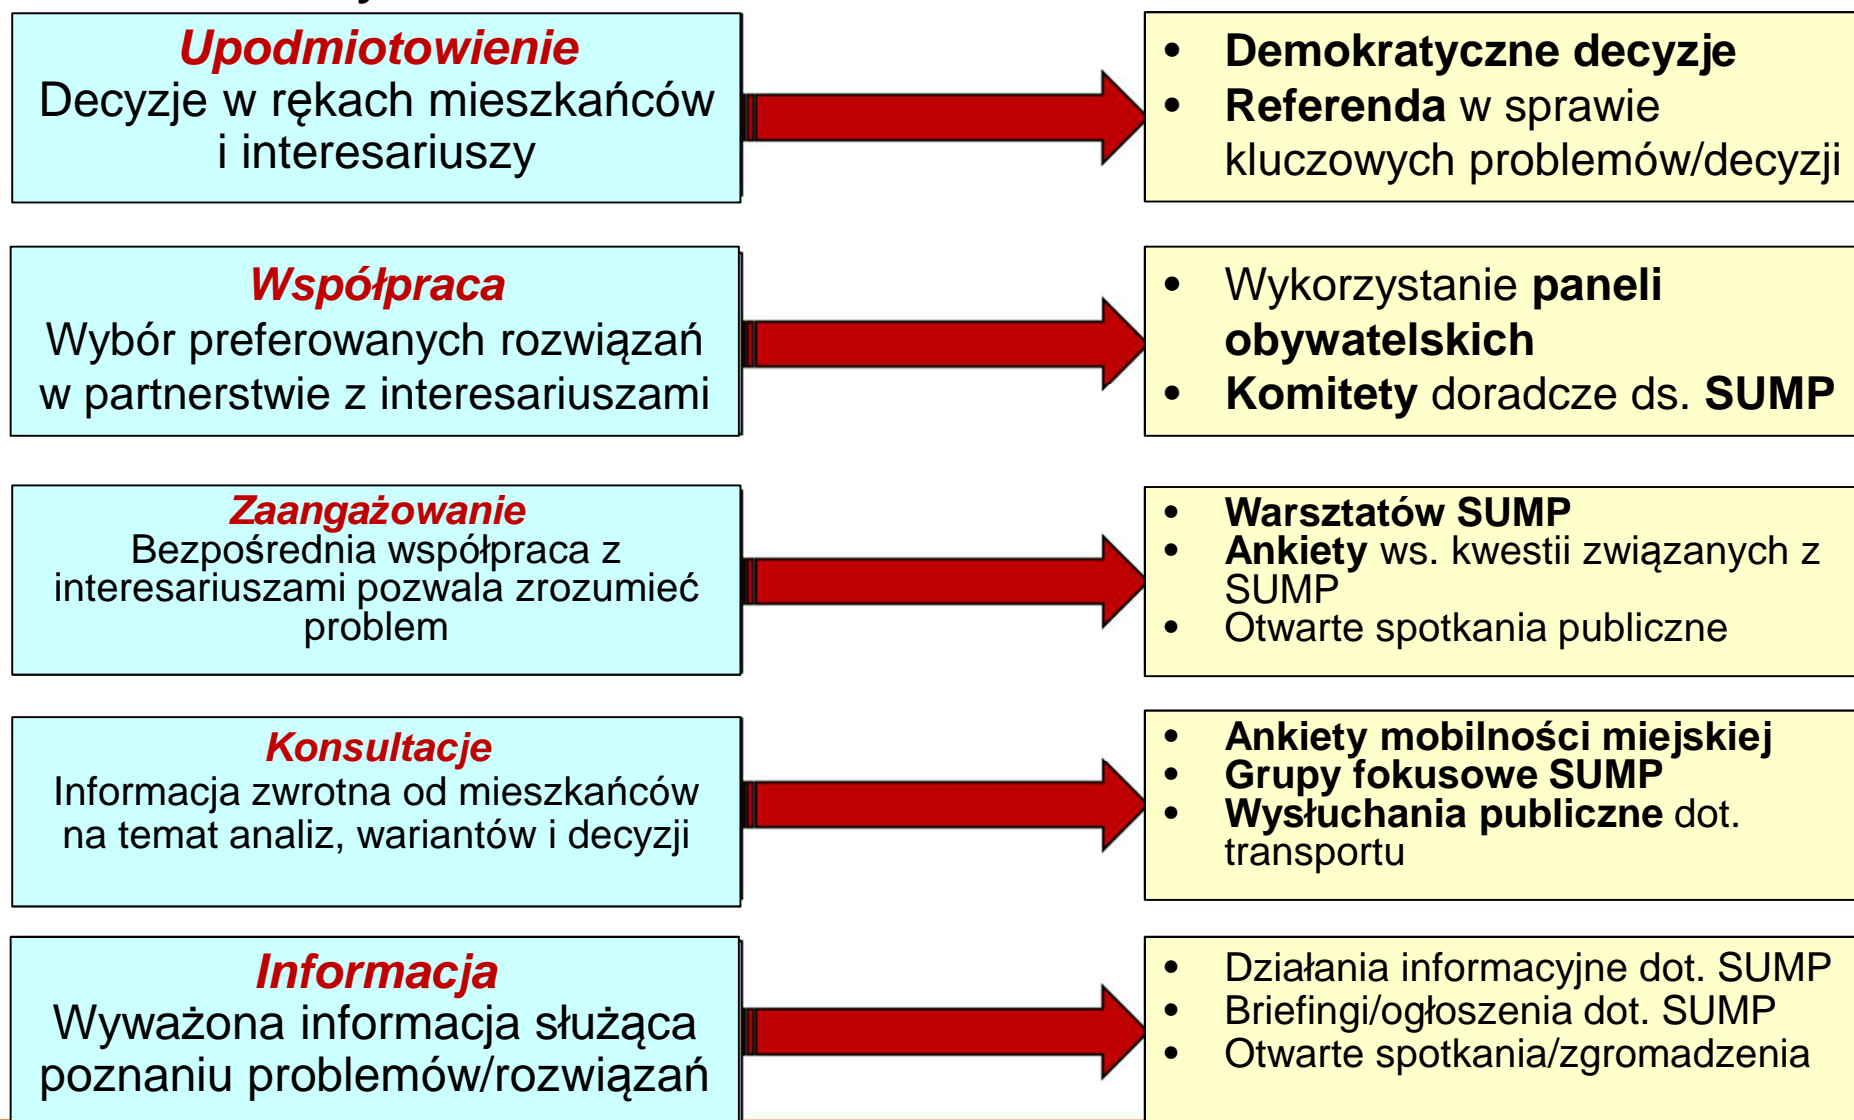 Upodmiotowienie
Decyzje w rękach mieszkańców
i interesariuszy
• Demokratyczne decyzje
• Referenda w sprawie
kluczowych problemów/decyzji
Współpraca
Wybór preferowanych rozwiązań
w partnerstwie z interesariuszami
• Wykorzystanie paneli
obywatelskich
• Komitety doradcze ds. SUMP
Zaangażowanie
Bezpośrednia współpraca z
interesariuszami pozwala zrozumieć
problem
• Warsztatów SUMP
• Ankiety ws. kwestii związanych z
SUMP
• Otwarte spotkania publiczne
Konsultacje
Informacja zwrotna od mieszkańców
na temat analiz, wariantów i decyzji
• Ankiety mobilności miejskiej
• Grupy fokusowe SUMP
• Wysłuchania publiczne dot.
transportu
Informacja
Wyważona informacja służąca
poznaniu problemów/rozwiązań
• Działania informacyjne dot. SUMP
• Briefingi/ogłoszenia dot. SUMP
• Otwarte spotkania/zgromadzenia